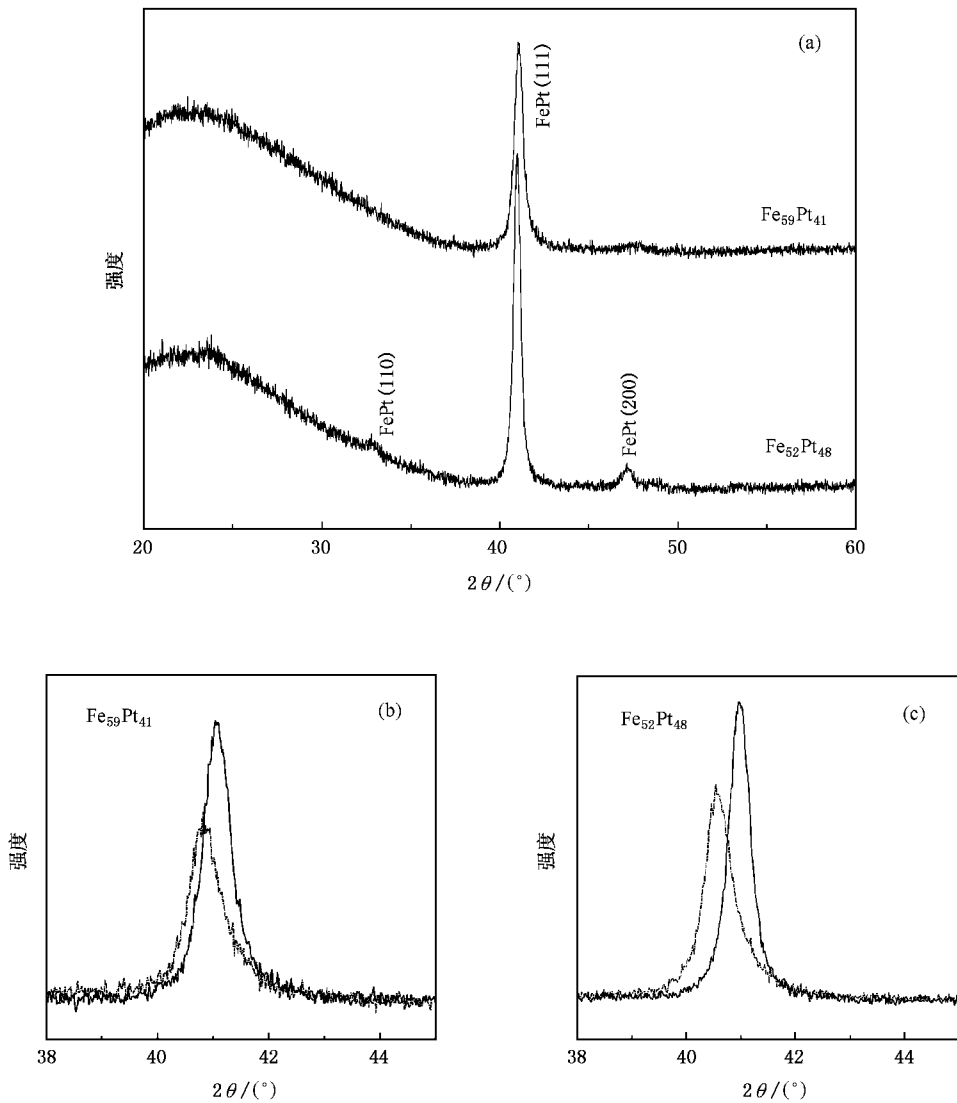 (a)
FePt (111)
Fe₅₉Pt₄₁
强度
FePt (110)
FePt (200)
Fe₅₂Pt₄₈
20 30 40 50 60
2θ/(°)
Fe₅₉Pt₄₁ (b)
强度
38 40 42 44
2θ/(°)
Fe₅₂Pt₄₈ (c)
强度
38 40 42 44
2θ/(°)